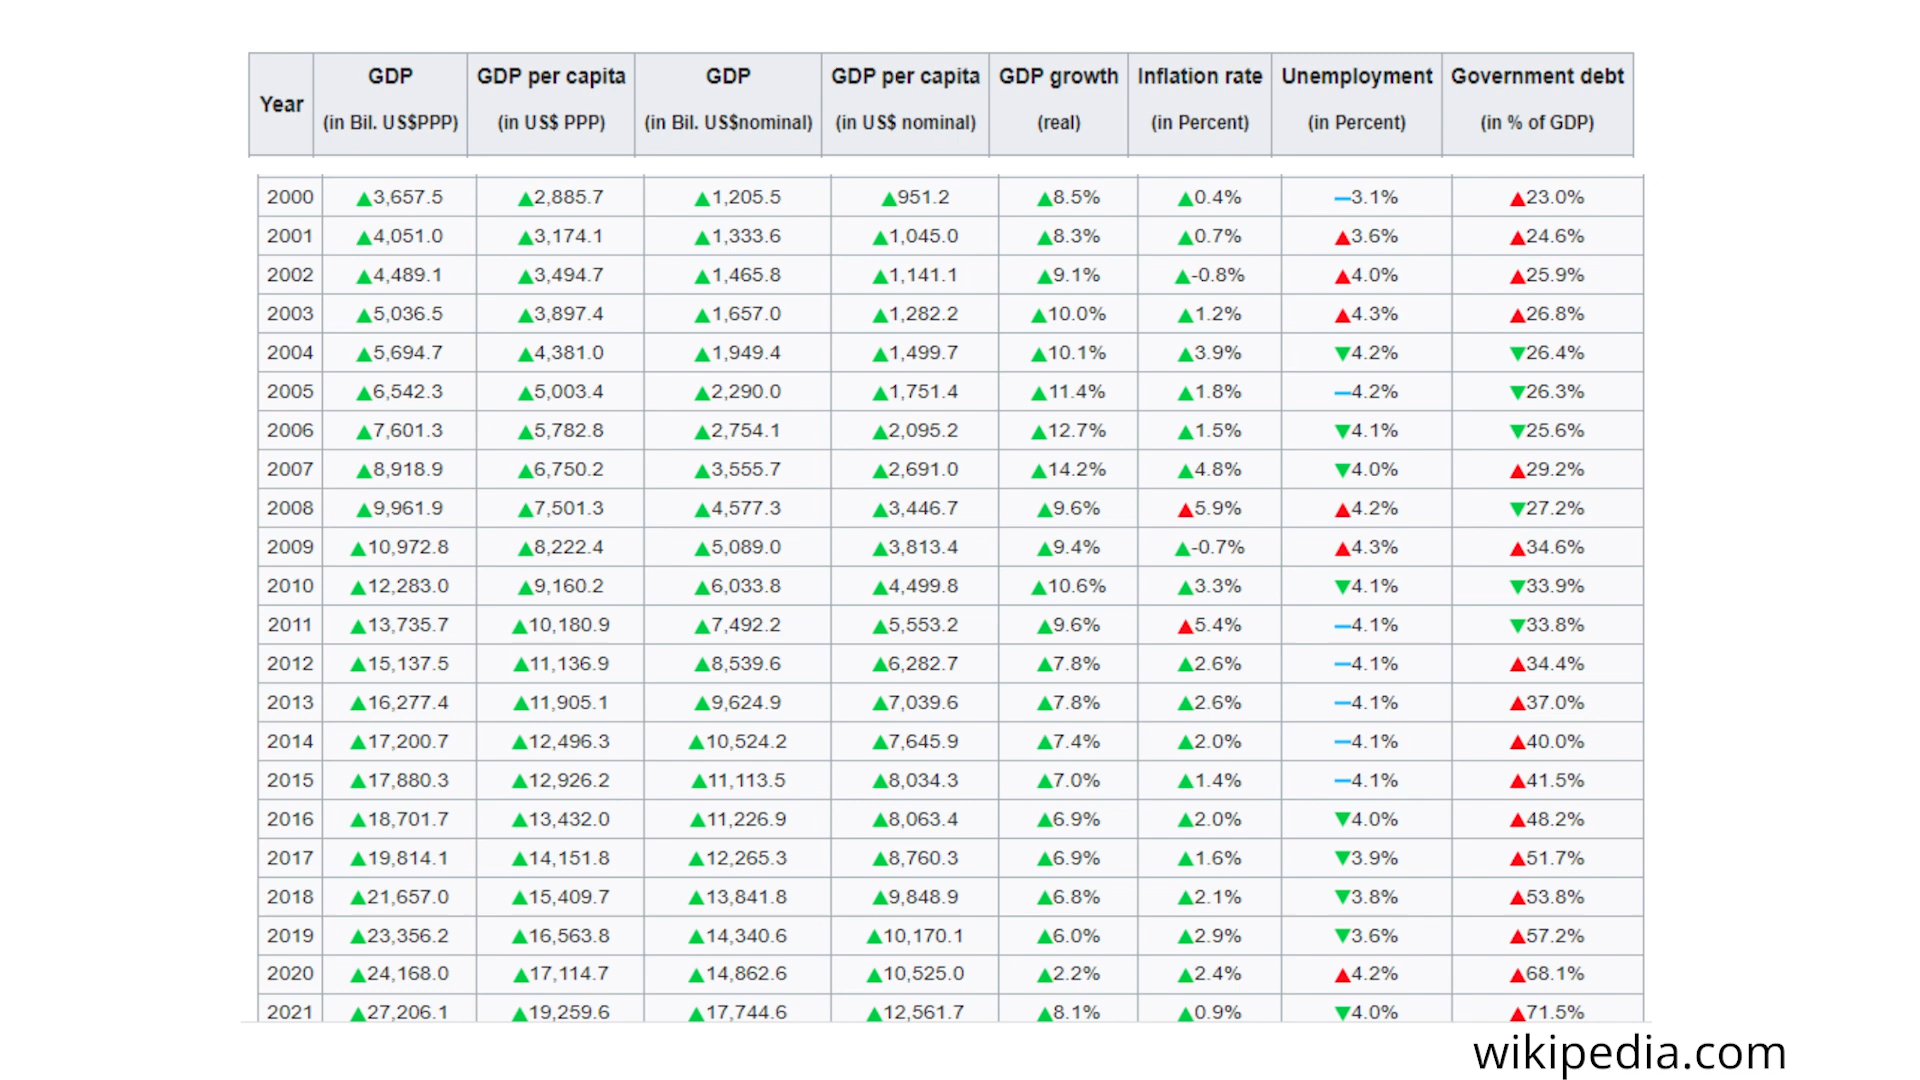 Year GDP GDP per capita GDP GDP per capita GDP growth Inflation rate Unemployment Government debt
(in Bil. US$PPP) (in US$ PPP) (in Bil. US$nominal) (in US$ nominal) (real) (in Percent) (in Percent) (in % of GDP)
2000 ▲3,657.5 ▲2,885.7 ▲1,205.5 ▲951.2 ▲8.5% ▲0.4% —3.1% ▲23.0%
2001 ▲4,051.0 ▲3,174.1 ▲1,333.6 ▲1,045.0 ▲8.3% ▲0.7% ▲3.6% ▲24.6%
2002 ▲4,489.1 ▲3,494.7 ▲1,465.8 ▲1,141.1 ▲9.1% ▲-0.8% ▲4.0% ▲25.9%
2003 ▲5,036.5 ▲3,897.4 ▲1,657.0 ▲1,282.2 ▲10.0% ▲1.2% ▲4.3% ▲26.8%
2004 ▲5,694.7 ▲4,381.0 ▲1,949.4 ▲1,499.7 ▲10.1% ▲3.9% ▼4.2% ▼26.4%
2005 ▲6,542.3 ▲5,003.4 ▲2,290.0 ▲1,751.4 ▲11.4% ▲1.8% —4.2% ▼26.3%
2006 ▲7,601.3 ▲5,782.8 ▲2,754.1 ▲2,095.2 ▲12.7% ▲1.5% ▼4.1% ▼25.6%
2007 ▲8,918.9 ▲6,750.2 ▲3,555.7 ▲2,691.0 ▲14.2% ▲4.8% ▼4.0% ▲29.2%
2008 ▲9,961.9 ▲7,501.3 ▲4,577.3 ▲3,446.7 ▲9.6% ▲5.9% ▲4.2% ▼27.2%
2009 ▲10,972.8 ▲8,222.4 ▲5,089.0 ▲3,813.4 ▲9.4% ▲-0.7% ▲4.3% ▲34.6%
2010 ▲12,283.0 ▲9,160.2 ▲6,033.8 ▲4,499.8 ▲10.6% ▲3.3% ▼4.1% ▼33.9%
2011 ▲13,735.7 ▲10,180.9 ▲7,492.2 ▲5,553.2 ▲9.6% ▲5.4% —4.1% ▼33.8%
2012 ▲15,137.5 ▲11,136.9 ▲8,539.6 ▲6,282.7 ▲7.8% ▲2.6% —4.1% ▲34.4%
2013 ▲16,277.4 ▲11,905.1 ▲9,624.9 ▲7,039.6 ▲7.8% ▲2.6% —4.1% ▲37.0%
2014 ▲17,200.7 ▲12,496.3 ▲10,524.2 ▲7,645.9 ▲7.4% ▲2.0% —4.1% ▲40.0%
2015 ▲17,880.3 ▲12,926.2 ▲11,113.5 ▲8,034.3 ▲7.0% ▲1.4% —4.1% ▲41.5%
2016 ▲18,701.7 ▲13,432.0 ▲11,226.9 ▲8,063.4 ▲6.9% ▲2.0% ▼4.0% ▲48.2%
2017 ▲19,814.1 ▲14,151.8 ▲12,265.3 ▲8,760.3 ▲6.9% ▲1.6% ▼3.9% ▲51.7%
2018 ▲21,657.0 ▲15,409.7 ▲13,841.8 ▲9,848.9 ▲6.8% ▲2.1% ▼3.8% ▲53.8%
2019 ▲23,356.2 ▲16,563.8 ▲14,340.6 ▲10,170.1 ▲6.0% ▲2.9% ▼3.6% ▲57.2%
2020 ▲24,168.0 ▲17,114.7 ▲14,862.6 ▲10,525.0 ▲2.2% ▲2.4% ▲4.2% ▲68.1%
2021 ▲27,206.1 ▲19,259.6 ▲17,744.6 ▲12,561.7 ▲8.1% ▲0.9% ▼4.0% ▲71.5%
wikipedia.com